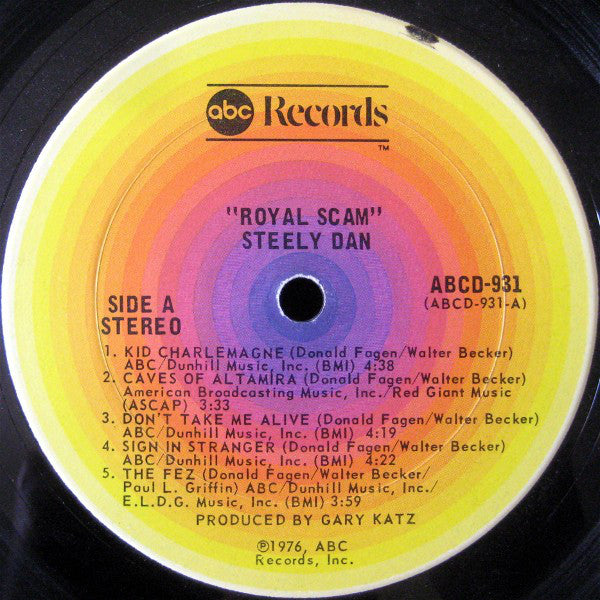 abc Records
TM
"ROYAL SCAM"
STEELY DAN
SIDE A
STEREO
ABCD-931
(ABCD-931-A)
1. KID CHARLEMAGNE (Donald Fagen/Walter Becker)
ABC/Dunhill Music, Inc. (BMI) 4:38
2. CAVES OF ALTAMIRA (Donald Fagen/Walter Becker)
American Broadcasting Music, Inc./Red Giant Music
(ASCAP) 3:33
3. DON'T TAKE ME ALIVE (Donald Fagen/Walter Becker)
ABC/Dunhill Music, Inc. (BMI) 4:19
4. SIGN IN STRANGER (Donald Fagen/Walter Becker)
ABC/Dunhill Music, Inc. (BMI) 4:22
5. THE FEZ (Donald Fagen/Walter Becker/
Paul L. Griffin) ABC/Dunhill Music, Inc./
E.L.D.G. Music, Inc. (BMI) 3:59
PRODUCED BY GARY KATZ
℗1976, ABC
Records, Inc.